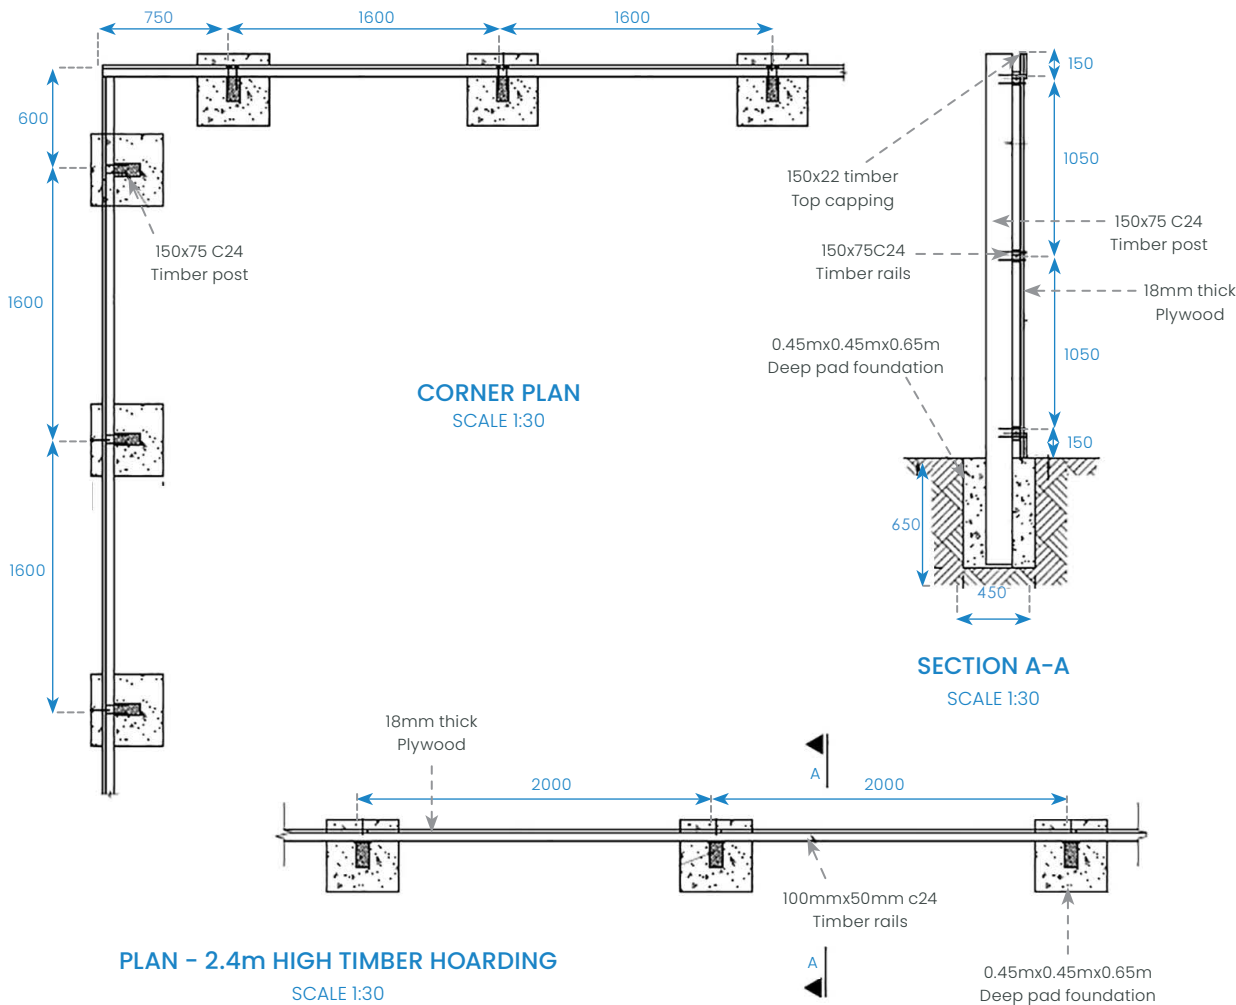 750
1600
1600
600
1600
1600
150x75 C24
Timber post
CORNER PLAN
SCALE 1:30
150
1050
1050
150
150x22 timber
Top capping
150x75 C24
Timber post
150x75C24
Timber rails
18mm thick
Plywood
0.45mx0.45mx0.65m
Deep pad foundation
650
450
SECTION A-A
SCALE 1:30
18mm thick
Plywood
A
2000
2000
100mmx50mm c24
Timber rails
A
0.45mx0.45mx0.65m
Deep pad foundation
PLAN - 2.4m HIGH TIMBER HOARDING
SCALE 1:30